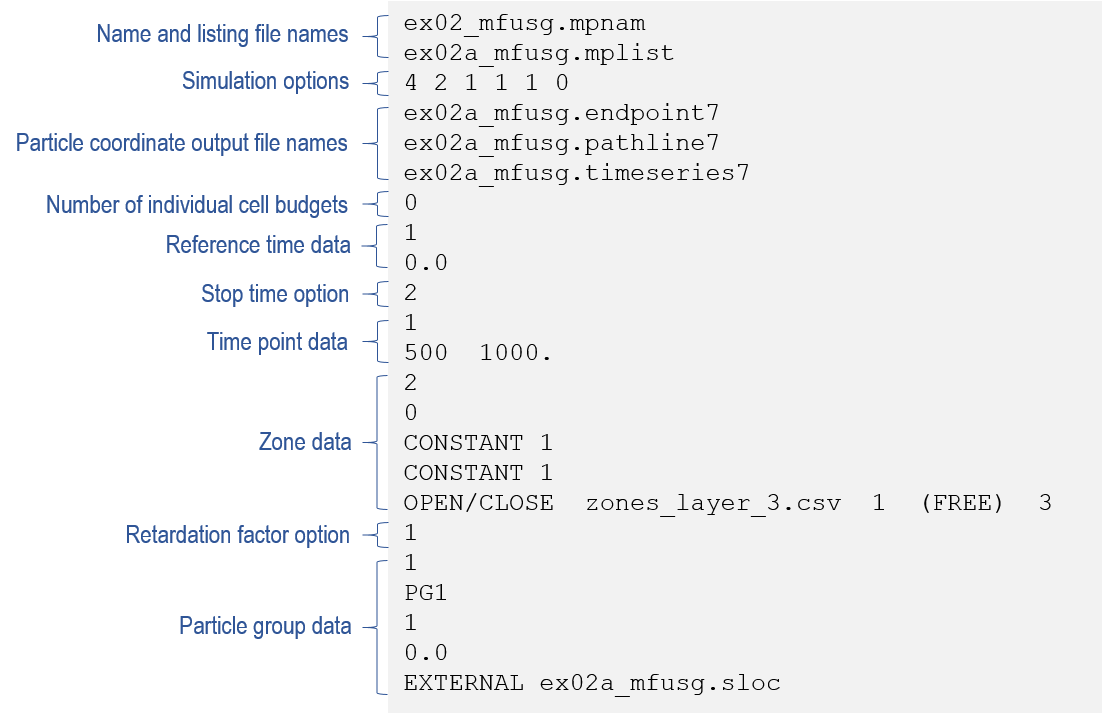 Name and listing file names
ex02_mfusg.mpnam
ex02a_mfusg.mplist
Simulation options
4 2 1 1 1 0
Particle coordinate output file names
ex02a_mfusg.endpoint7
ex02a_mfusg.pathline7
ex02a_mfusg.timeseries7
Number of individual cell budgets
0
Reference time data
1
0.0
Stop time option
2
Time point data
1
500  1000.
Zone data
2
0
CONSTANT 1
CONSTANT 1
OPEN/CLOSE  zones_layer_3.csv  1  (FREE)  3
Retardation factor option
1
Particle group data
1
PG1
1
0.0
EXTERNAL ex02a_mfusg.sloc